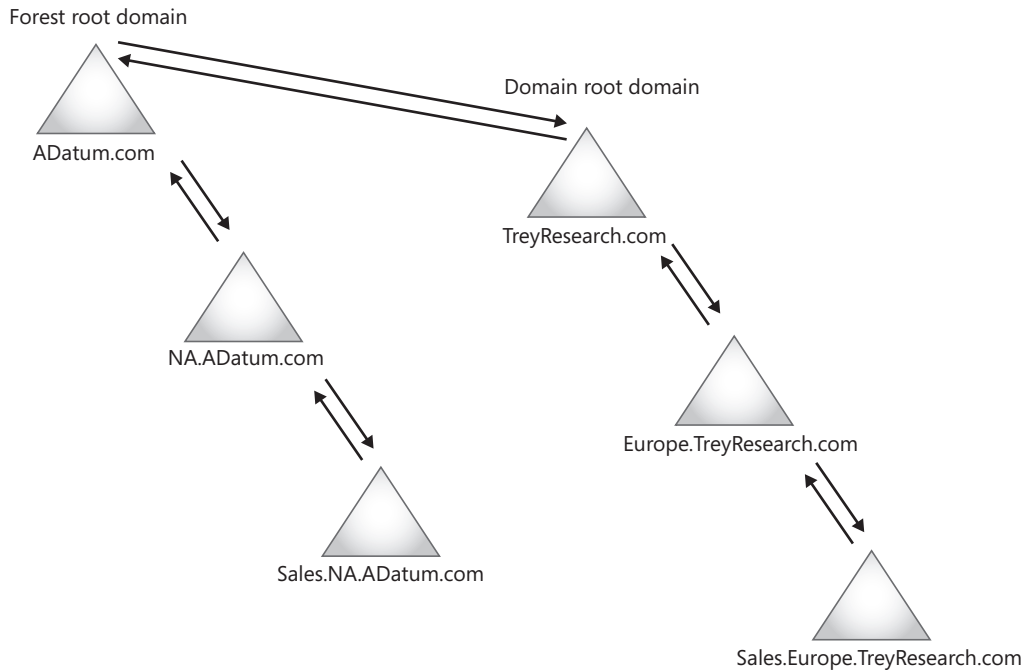 Forest root domain
Domain root domain
ADatum.com
TreyResearch.com
NA.ADatum.com
Europe.TreyResearch.com
Sales.NA.ADatum.com
Sales.Europe.TreyResearch.com